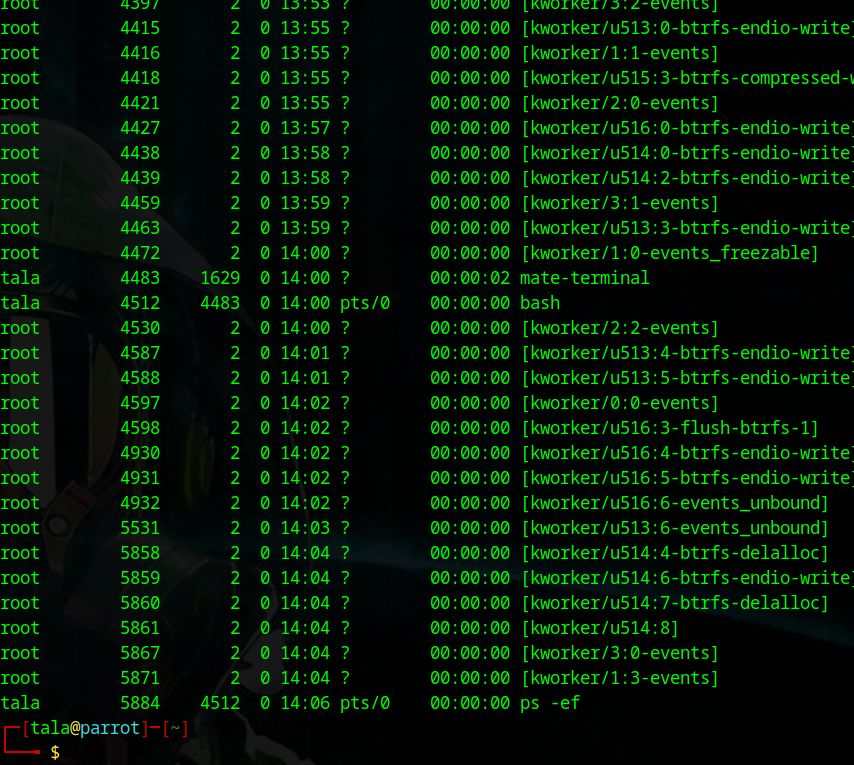 root 4397 2 0 13:53 ? 00:00:00 [kworker/3:2-events]
root 4415 2 0 13:55 ? 00:00:00 [kworker/u513:0-btrfs-endio-write]
root 4416 2 0 13:55 ? 00:00:00 [kworker/1:1-events]
root 4418 2 0 13:55 ? 00:00:00 [kworker/u515:3-btrfs-compressed-w
root 4421 2 0 13:55 ? 00:00:00 [kworker/2:0-events]
root 4427 2 0 13:57 ? 00:00:00 [kworker/u516:0-btrfs-endio-write]
root 4438 2 0 13:58 ? 00:00:00 [kworker/u514:0-btrfs-endio-write]
root 4439 2 0 13:58 ? 00:00:00 [kworker/u514:2-btrfs-endio-write]
root 4459 2 0 13:59 ? 00:00:00 [kworker/3:1-events]
root 4463 2 0 13:59 ? 00:00:00 [kworker/u513:3-btrfs-endio-write]
root 4472 2 0 14:00 ? 00:00:00 [kworker/1:0-events_freezable]
tala 4483 1629 0 14:00 ? 00:00:02 mate-terminal
tala 4512 4483 0 14:00 pts/0 00:00:00 bash
root 4530 2 0 14:00 ? 00:00:00 [kworker/2:2-events]
root 4587 2 0 14:01 ? 00:00:00 [kworker/u513:4-btrfs-endio-write]
root 4588 2 0 14:01 ? 00:00:00 [kworker/u513:5-btrfs-endio-write]
root 4597 2 0 14:02 ? 00:00:00 [kworker/0:0-events]
root 4598 2 0 14:02 ? 00:00:00 [kworker/u516:3-flush-btrfs-1]
root 4930 2 0 14:02 ? 00:00:00 [kworker/u516:4-btrfs-endio-write]
root 4931 2 0 14:02 ? 00:00:00 [kworker/u516:5-btrfs-endio-write]
root 4932 2 0 14:02 ? 00:00:00 [kworker/u516:6-events_unbound]
root 5531 2 0 14:03 ? 00:00:00 [kworker/u513:6-events_unbound]
root 5858 2 0 14:04 ? 00:00:00 [kworker/u514:4-btrfs-delalloc]
root 5859 2 0 14:04 ? 00:00:00 [kworker/u514:6-btrfs-endio-write]
root 5860 2 0 14:04 ? 00:00:00 [kworker/u514:7-btrfs-delalloc]
root 5861 2 0 14:04 ? 00:00:00 [kworker/u514:8]
root 5867 2 0 14:04 ? 00:00:00 [kworker/3:0-events]
root 5871 2 0 14:04 ? 00:00:00 [kworker/1:3-events]
tala 5884 4512 0 14:06 pts/0 00:00:00 ps -ef
┌─[tala@parrot]─[~]
└──╼ $